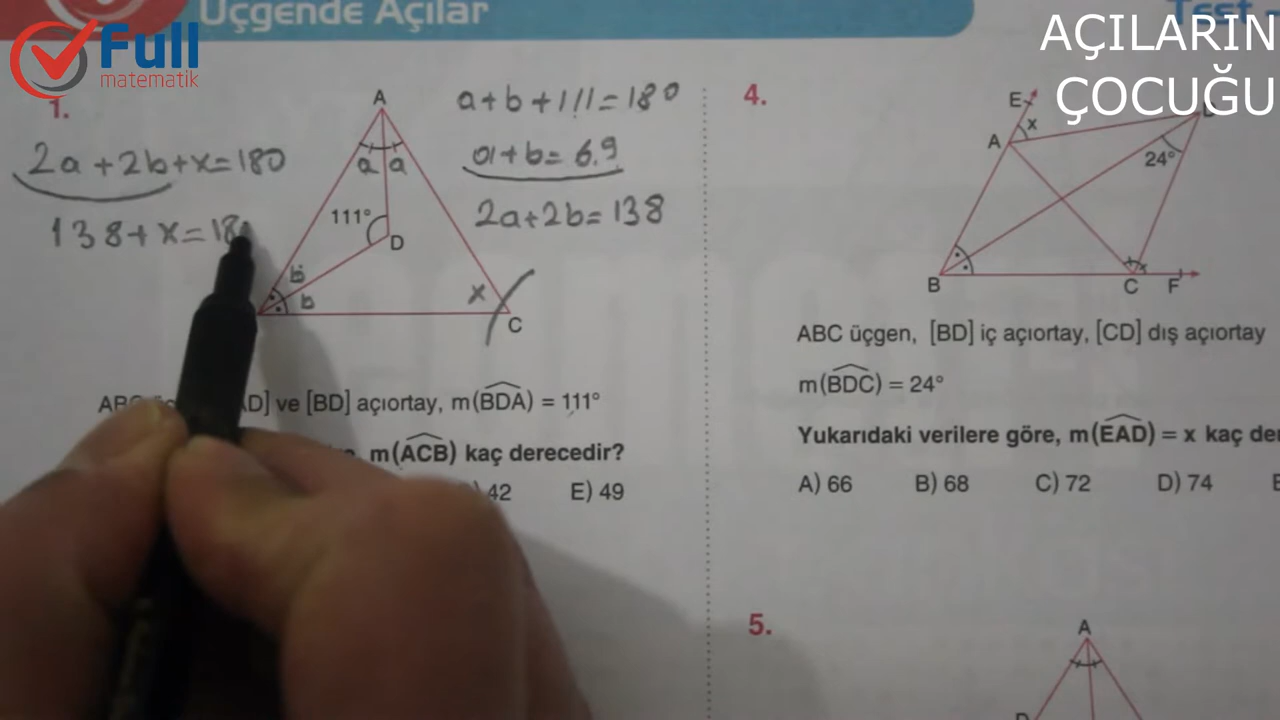 Üçgende Açılar
Test -
Full
matematik
AÇILARIN
ÇOCUĞU
1.
A
a a
111°
D
b
b
x
C
2a+2b+x=180
138+x=18
a+b+111=180
a+b=69
2a+2b=138
D] ve [BD] açıortay, m(BDA) = 111°
m(ACB) kaç derecedir?
42 E) 49
4.
E
x
A
24°
B
C
F
ABC üçgen, [BD] iç açıortay, [CD] dış açıortay
m(BDC) = 24°
Yukarıdaki verilere göre, m(EAD) = x kaç
A) 66 B) 68 C) 72 D) 74
5.
A